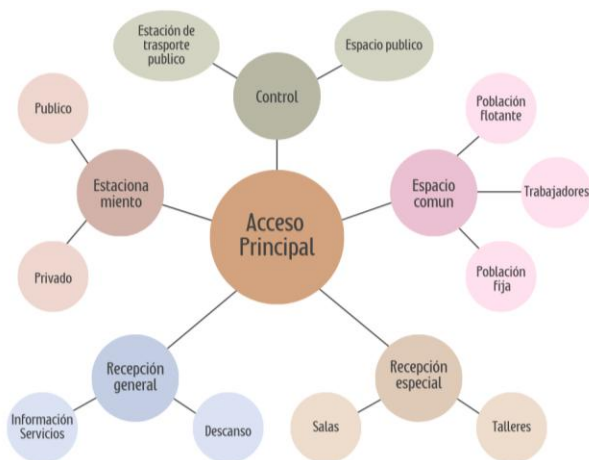 Estación de
trasporte
publico
Espacio publico
Control
Publico
Estaciona
miento
Privado
Población
flotante
Espacio
comun
Trabajadores
Población
fija
Acceso
Principal
Recepción
general
Información
Servicios
Descanso
Recepción
especial
Salas
Talleres